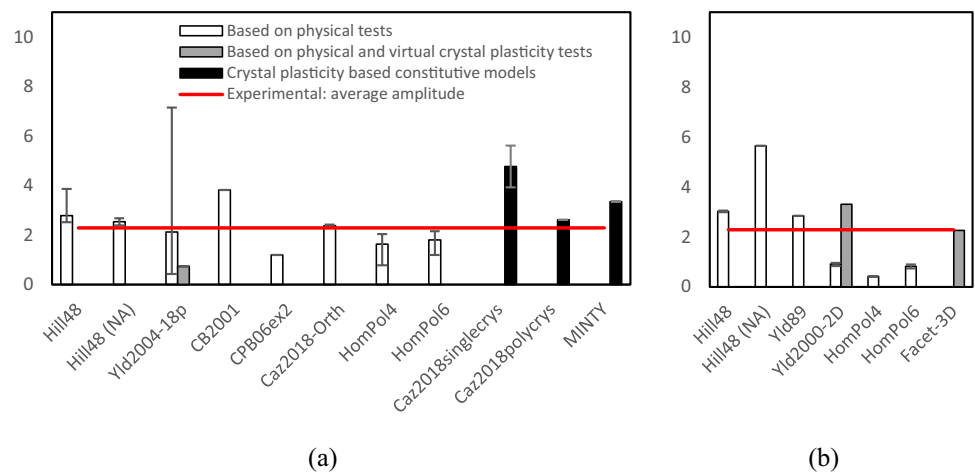 10
8
6
4
2
0
Based on physical tests
Based on physical and virtual crystal plasticity tests
Crystal plasticity based constitutive models
Experimental: average amplitude
Hill48
Hill48 (NA)
Yld2004-18p
CB2001
CPB06ex2
Caz2018-Orth
HomPol4
HomPol6
Caz2018singlecrys
Caz2018polycrys
MINTY
(a)
10
8
6
4
2
0
Hill48
Hill48 (NA)
Yld89
Yld2000-2D
HomPol4
HomPol6
Facet-3D
(b)